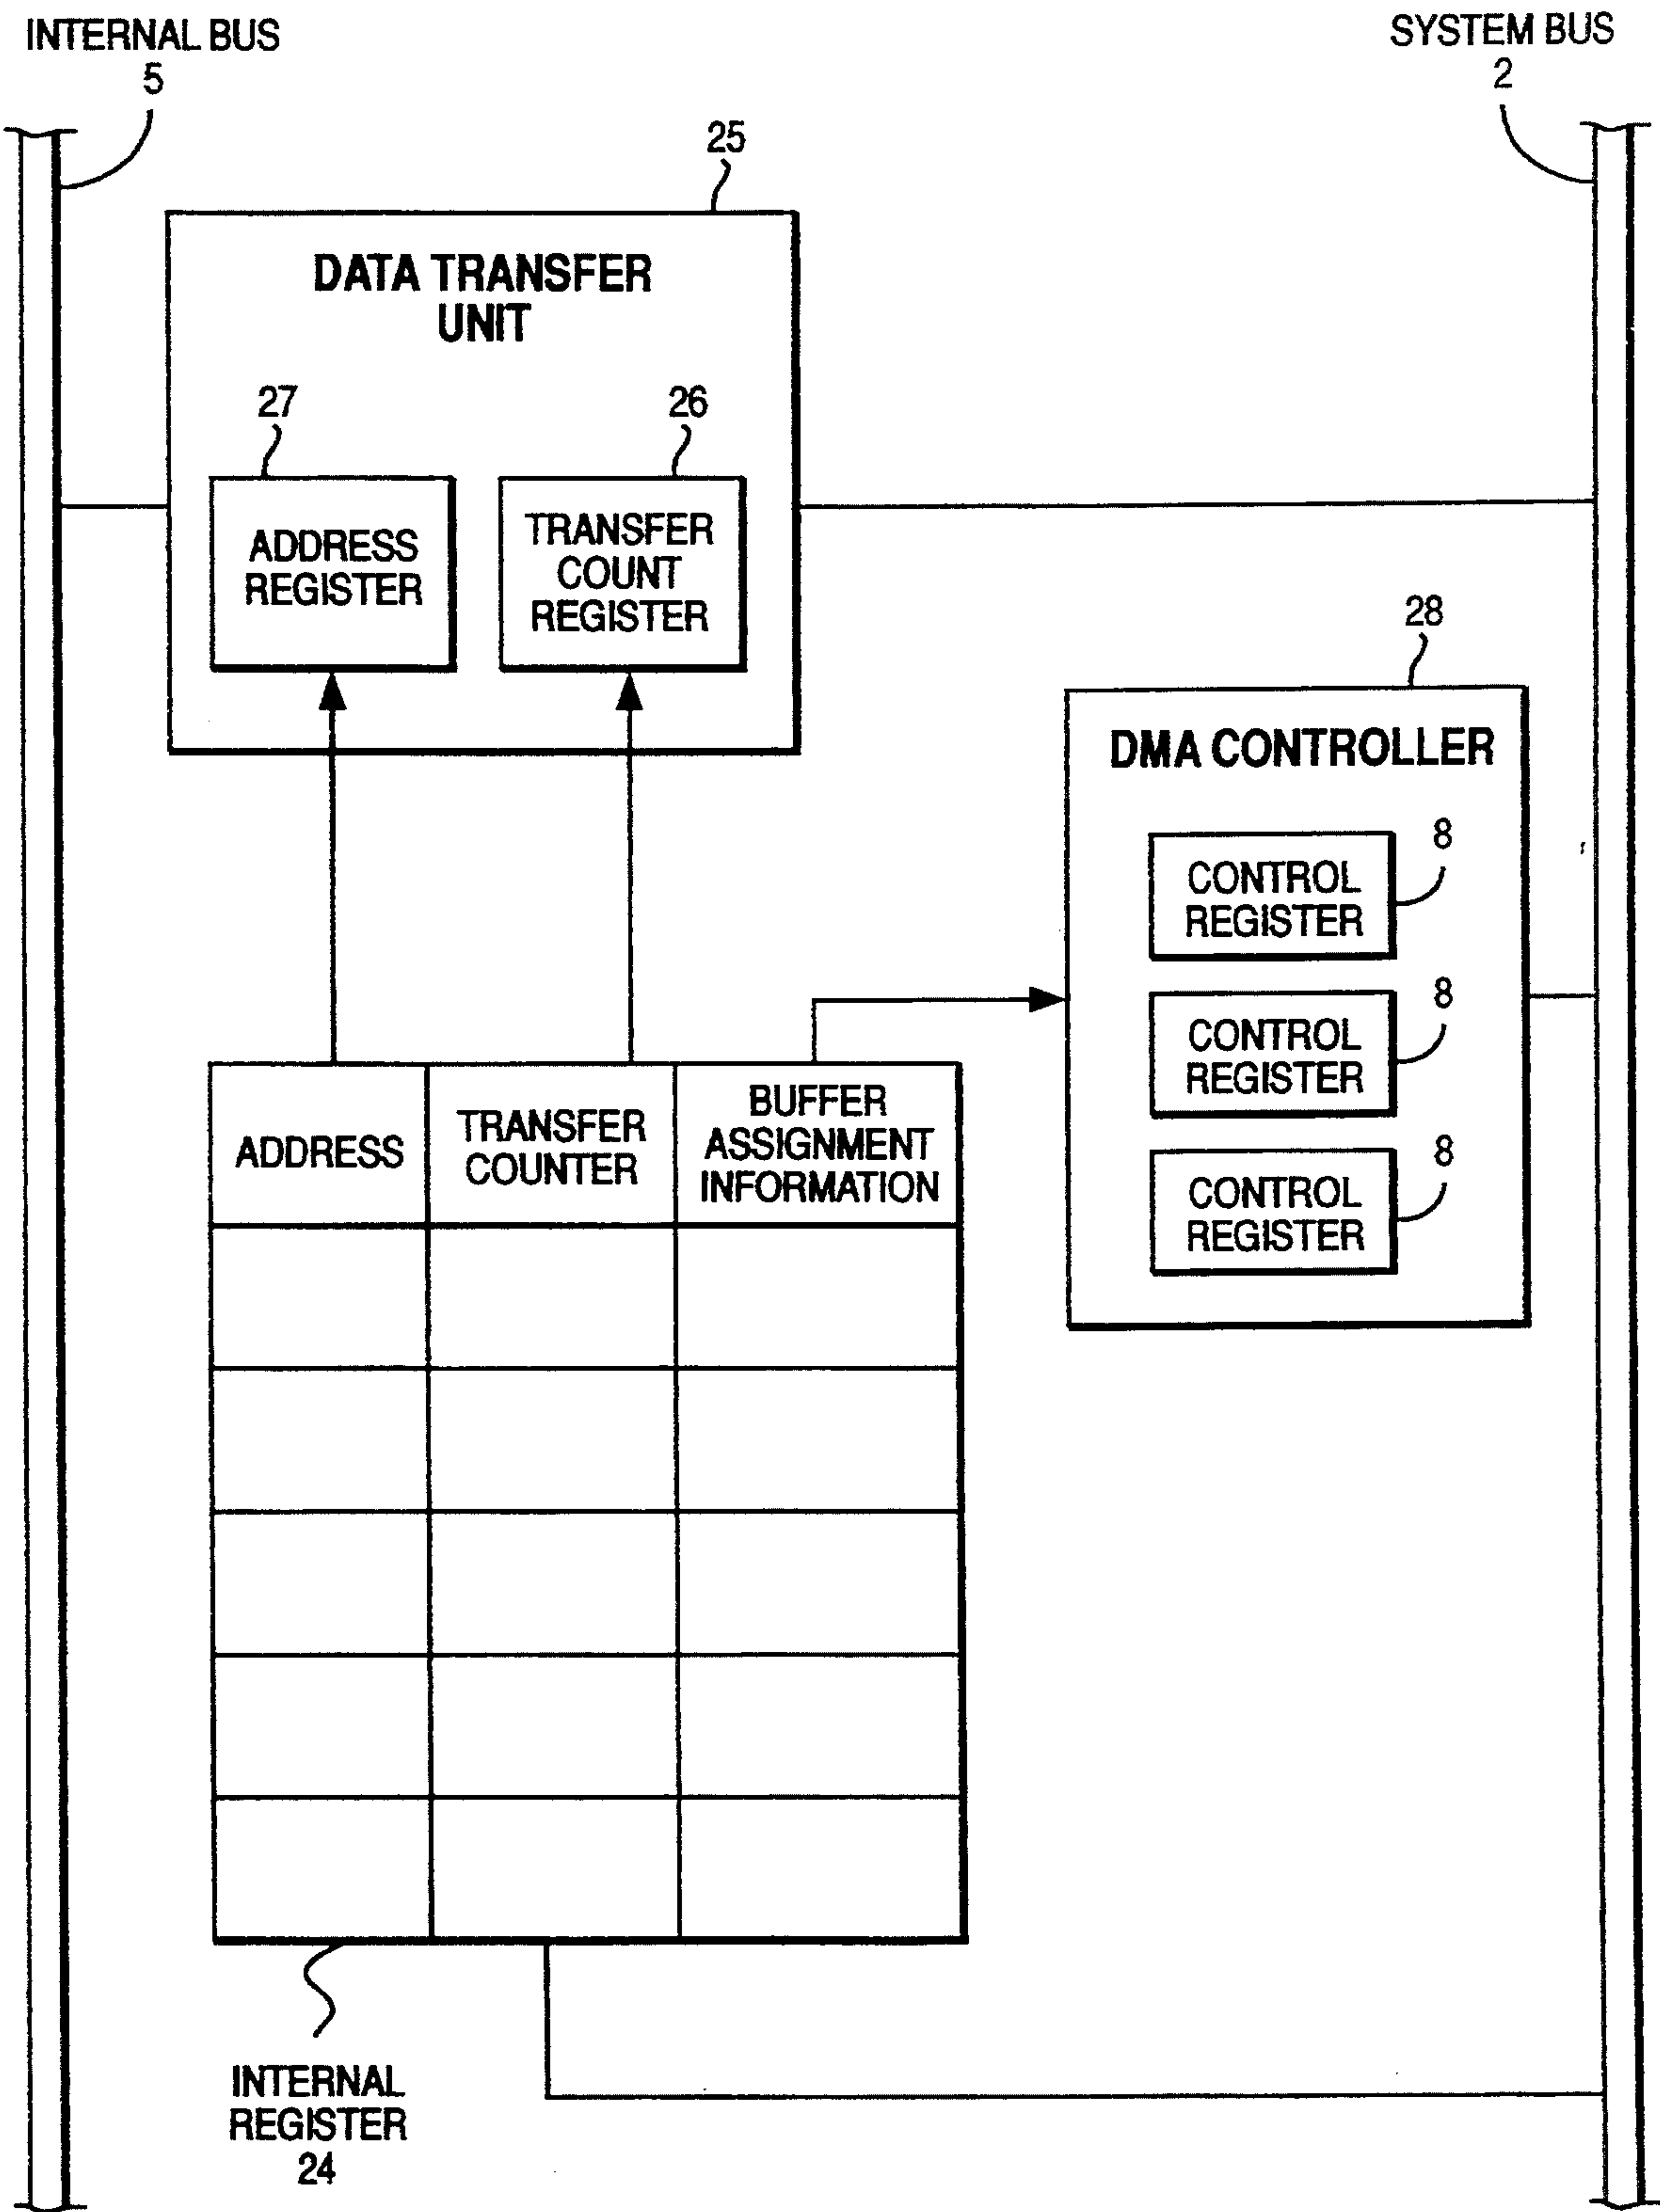 INTERNAL BUS
5
SYSTEM BUS
2
25
DATA TRANSFER
UNIT
27
26
ADDRESS
REGISTER
TRANSFER
COUNT
REGISTER
28
DMA CONTROLLER
8
CONTROL
REGISTER
8
CONTROL
REGISTER
8
CONTROL
REGISTER
ADDRESS
TRANSFER
COUNTER
BUFFER
ASSIGNMENT
INFORMATION
INTERNAL
REGISTER
24